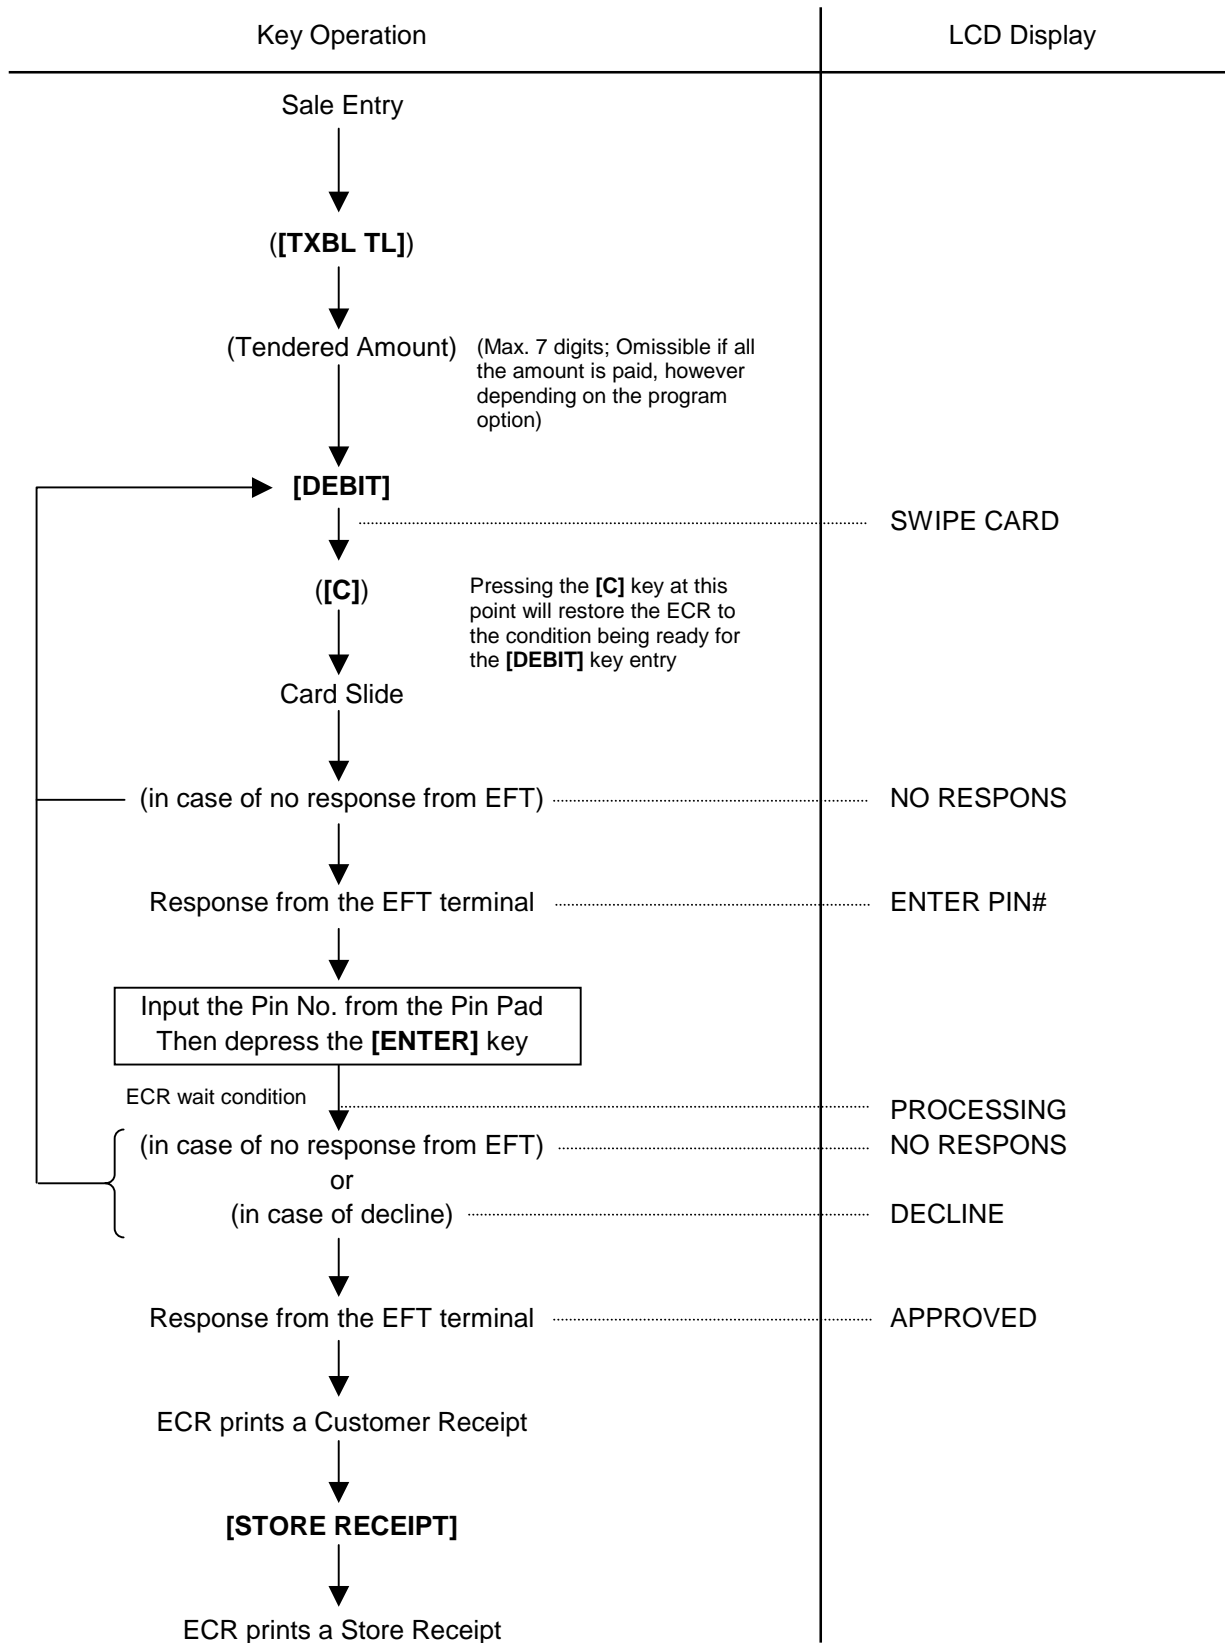 Key Operation
LCD Display
Sale Entry
([TXBL TL])
(Tendered Amount)
(Max. 7 digits; Omissible if all
the amount is paid, however
depending on the program
option)
[DEBIT]
SWIPE CARD
([C])
Pressing the [C] key at this
point will restore the ECR to
the condition being ready for
the [DEBIT] key entry
Card Slide
(in case of no response from EFT)
NO RESPONS
Response from the EFT terminal
ENTER PIN#
Input the Pin No. from the Pin Pad
Then depress the [ENTER] key
ECR wait condition
PROCESSING
(in case of no response from EFT)
NO RESPONS
or
(in case of decline)
DECLINE
Response from the EFT terminal
APPROVED
ECR prints a Customer Receipt
[STORE RECEIPT]
ECR prints a Store Receipt